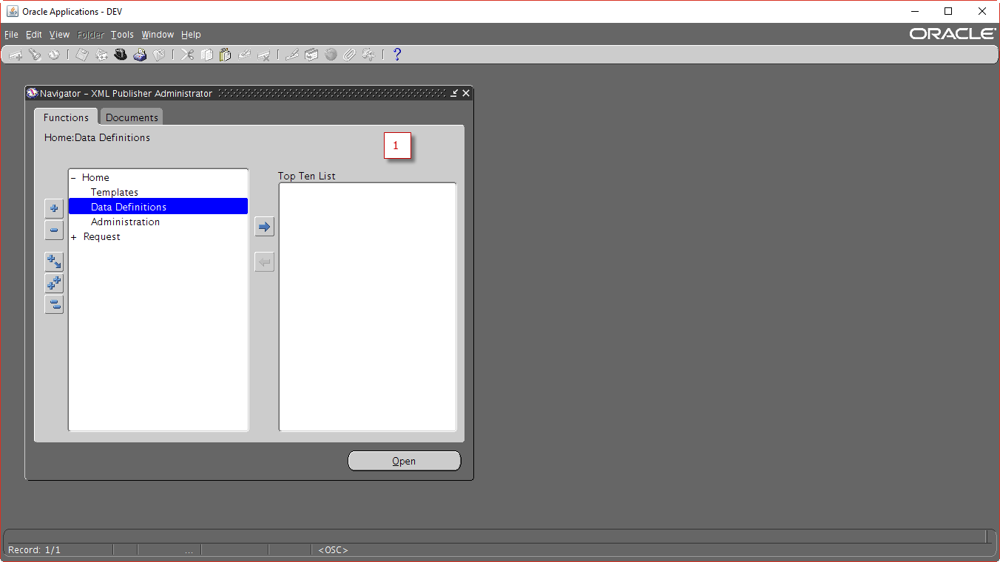 Oracle Applications - DEV
File Edit View Folder Tools Window Help
ORACLE
?
Navigator – XML Publisher Administrator
Functions Documents
Home:Data Definitions
1
Top Ten List
– Home
Templates
Data Definitions
Administration
+ Request
Open
Record: 1/1 ... <OSC>